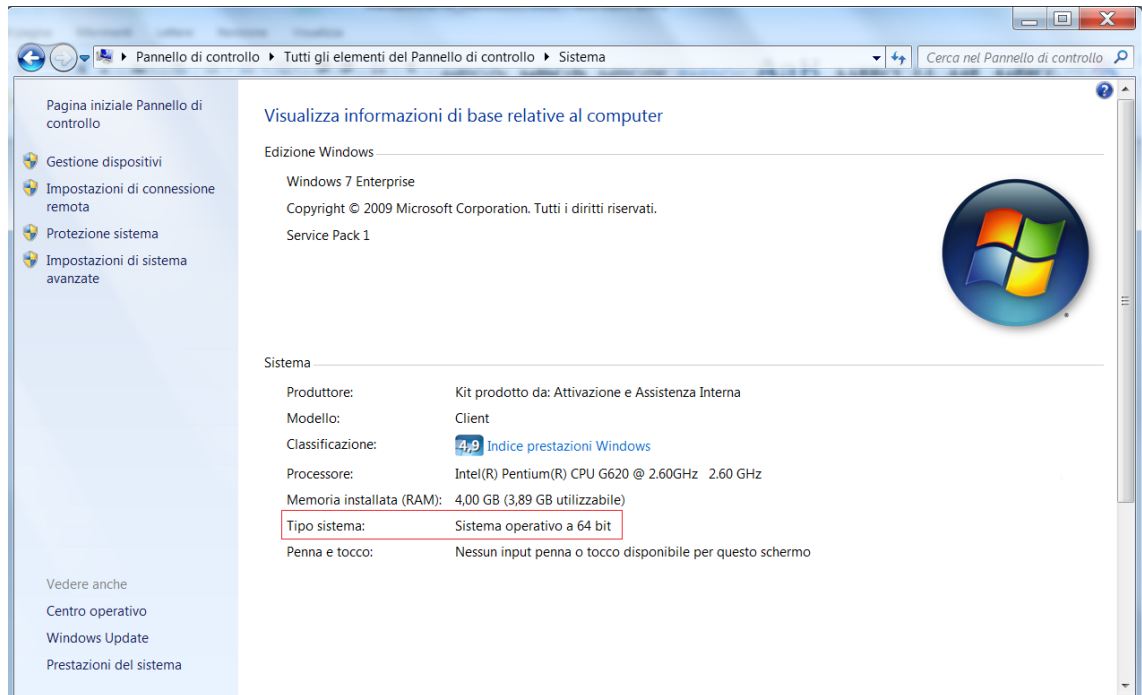 Pannello di controllo Tutti gli elementi del Pannello di controllo Sistema
Cerca nel Pannello di controllo
Pagina iniziale Pannello di
controllo
Gestione dispositivi
Impostazioni di connessione
remota
Protezione sistema
Impostazioni di sistema
avanzate
Vedere anche
Centro operativo
Windows Update
Prestazioni del sistema
Visualizza informazioni di base relative al computer
Edizione Windows
Windows 7 Enterprise
Copyright © 2009 Microsoft Corporation. Tutti i diritti riservati.
Service Pack 1
Sistema
Produttore: Kit prodotto da: Attivazione e Assistenza Interna
Modello: Client
Classificazione: 4,9 Indice prestazioni Windows
Processore: Intel(R) Pentium(R) CPU G620 @ 2.60GHz 2.60 GHz
Memoria installata (RAM): 4,00 GB (3,89 GB utilizzabile)
Tipo sistema: Sistema operativo a 64 bit
Penna e tocco: Nessun input penna o tocco disponibile per questo schermo